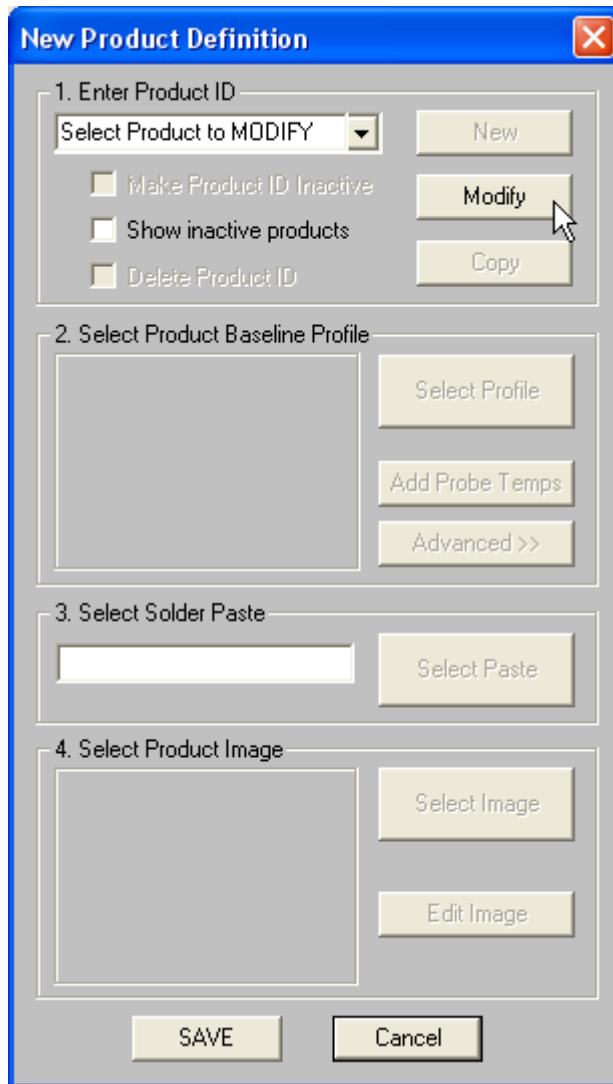 New Product Definition
1. Enter Product ID
Select Product to MODIFY
New
Make Product ID Inactive
Modify
Show inactive products
Copy
Delete Product ID
2. Select Product Baseline Profile
Select Profile
Add Probe Temps
Advanced >>
3. Select Solder Paste
Select Paste
4. Select Product Image
Select Image
Edit Image
SAVE
Cancel